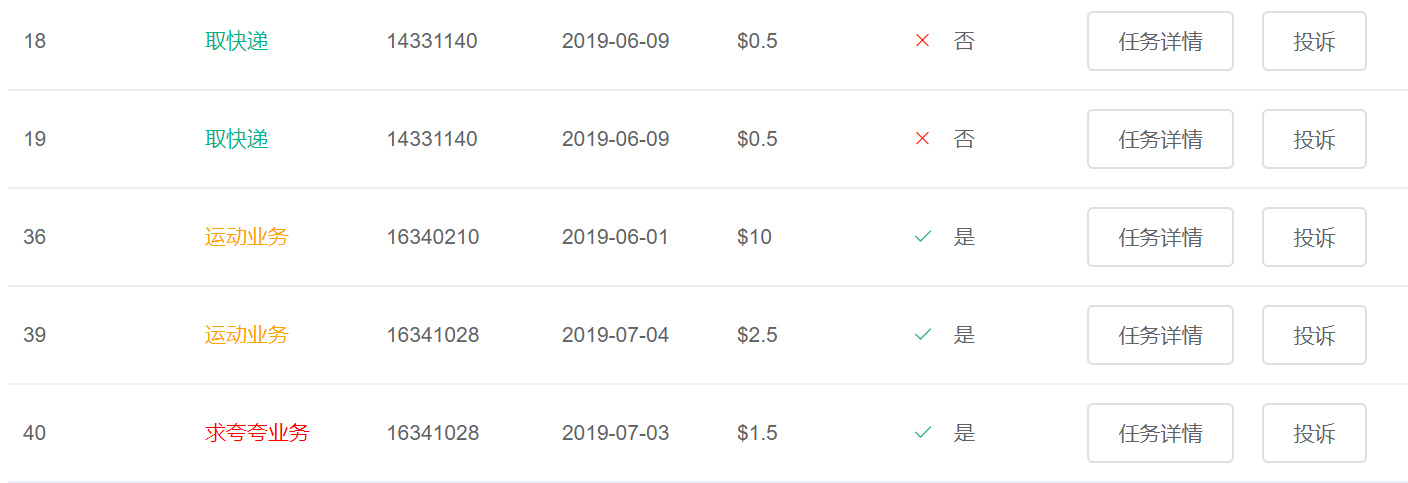 18 取快递 14331140 2019-06-09 $0.5 否 任务详情 投诉
19 取快递 14331140 2019-06-09 $0.5 否 任务详情 投诉
36 运动业务 16340210 2019-06-01 $10 是 任务详情 投诉
39 运动业务 16341028 2019-07-04 $2.5 是 任务详情 投诉
40 求夸夸业务 16341028 2019-07-03 $1.5 是 任务详情 投诉